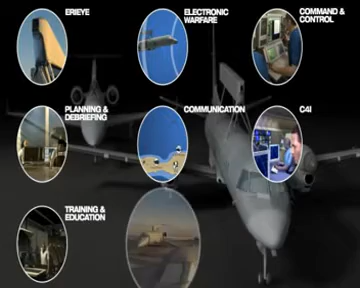 ERIEYE
ELECTRONIC
WARFARE
COMMAND &
CONTROL
PLANNING &
DEBRIEFING
COMMUNICATION
C4I
TRAINING &
EDUCATION